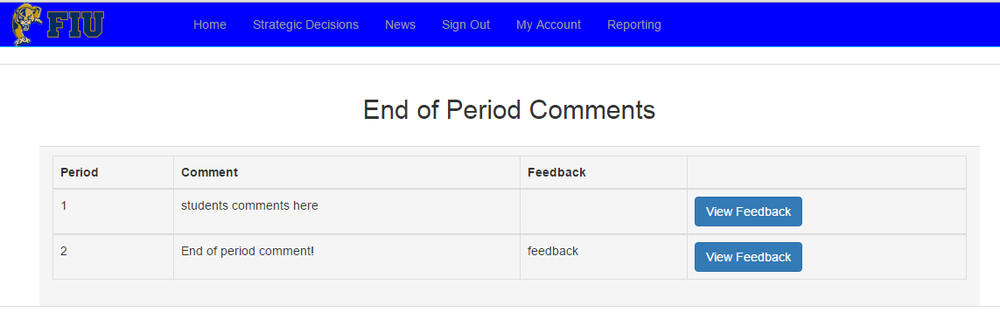 FIU Home Strategic Decisions News Sign Out My Account Reporting
End of Period Comments
Period Comment Feedback
1 students comments here View Feedback
2 End of period comment! feedback View Feedback